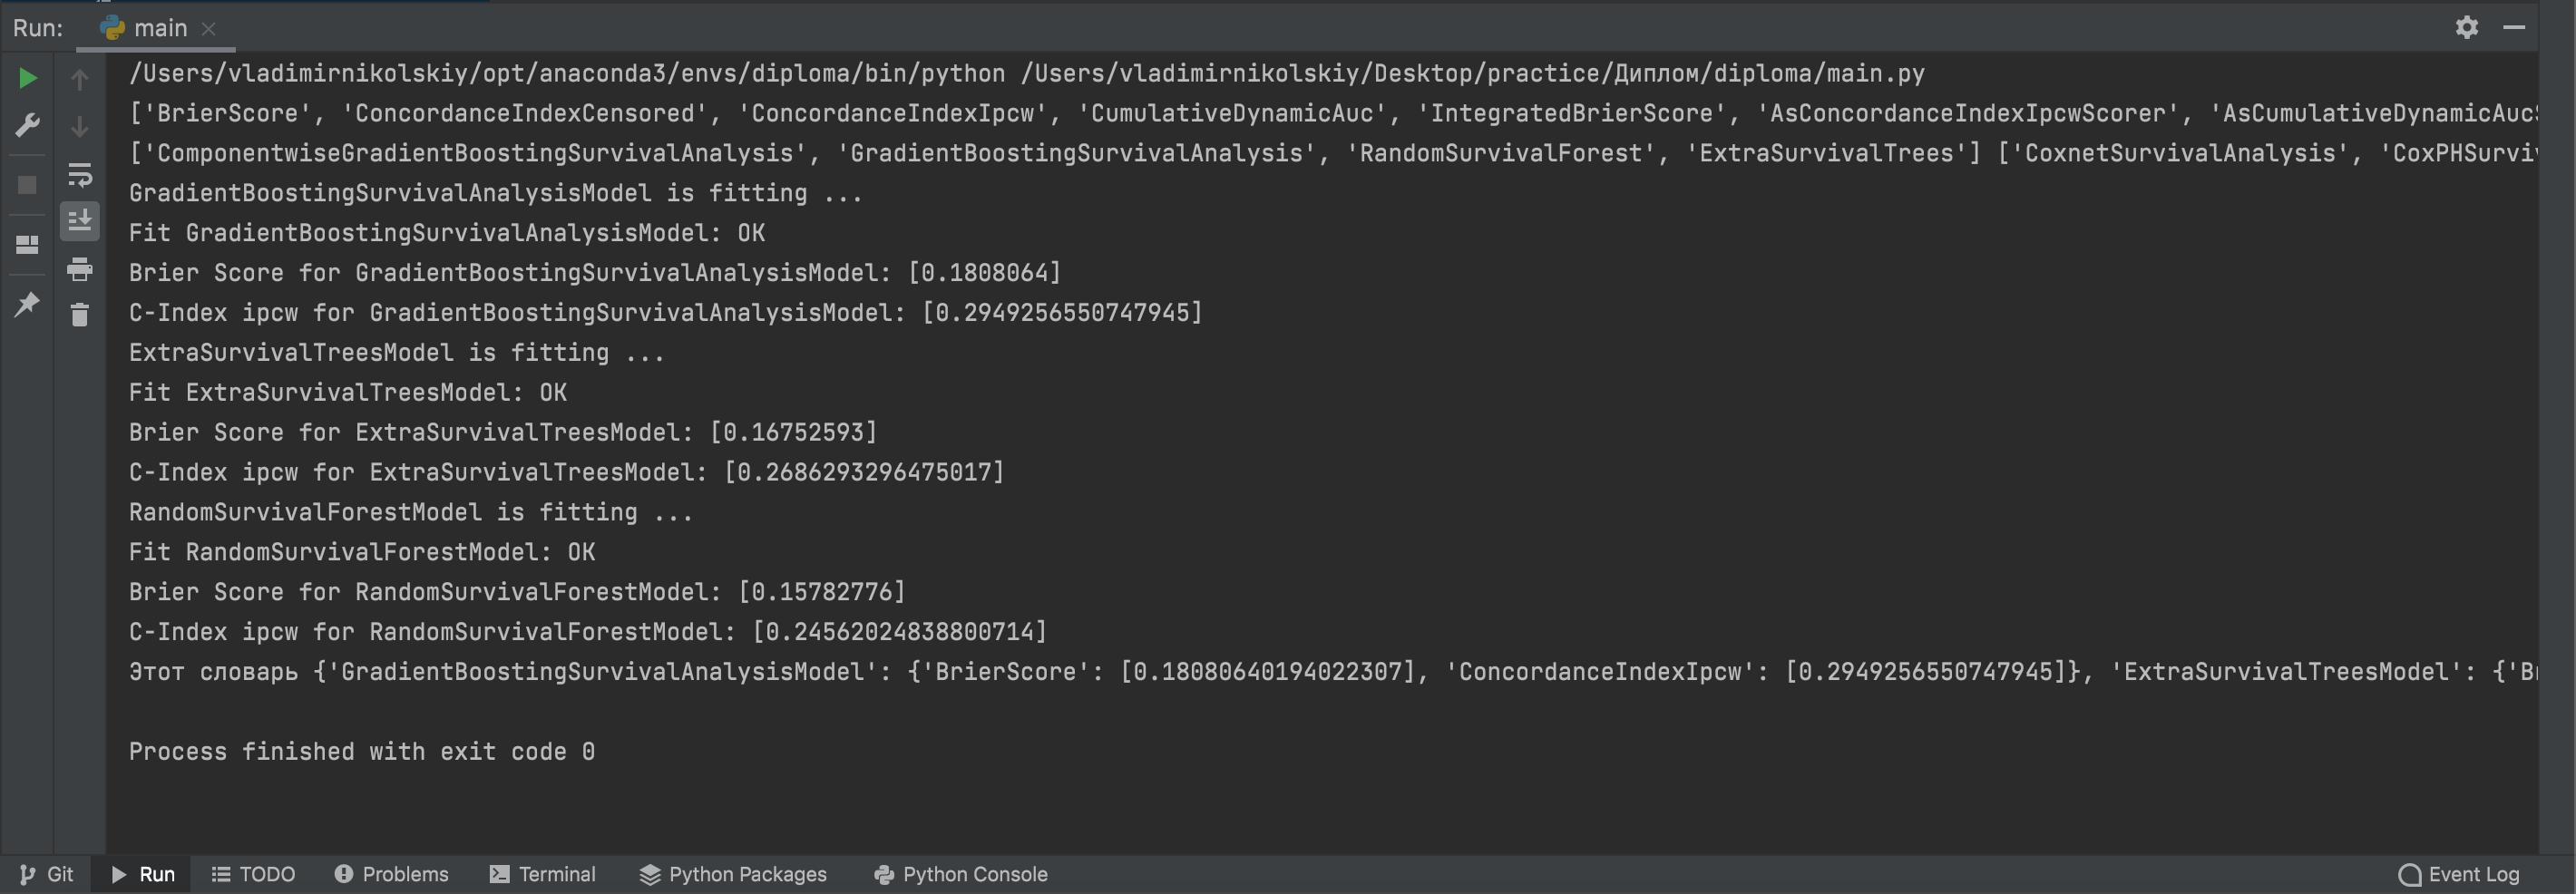 Run: main
/Users/vladimirnikolskiy/opt/anaconda3/envs/diploma/bin/python /Users/vladimirnikolskiy/Desktop/practice/Диплом/diploma/main.py
['BrierScore', 'ConcordanceIndexCensored', 'ConcordanceIndexIpcw', 'CumulativeDynamicAuc', 'IntegratedBrierScore', 'AsConcordanceIndexIpcwScorer', 'AsCumulativeDynamicAuc
['ComponentwiseGradientBoostingSurvivalAnalysis', 'GradientBoostingSurvivalAnalysis', 'RandomSurvivalForest', 'ExtraSurvivalTrees'] ['CoxnetSurvivalAnalysis', 'CoxPHSurvi
GradientBoostingSurvivalAnalysisModel is fitting ...
Fit GradientBoostingSurvivalAnalysisModel: OK
Brier Score for GradientBoostingSurvivalAnalysisModel: [0.1808064]
C-Index ipcw for GradientBoostingSurvivalAnalysisModel: [0.2949256550747945]
ExtraSurvivalTreesModel is fitting ...
Fit ExtraSurvivalTreesModel: OK
Brier Score for ExtraSurvivalTreesModel: [0.16752593]
C-Index ipcw for ExtraSurvivalTreesModel: [0.2686293296475017]
RandomSurvivalForestModel is fitting ...
Fit RandomSurvivalForestModel: OK
Brier Score for RandomSurvivalForestModel: [0.15782776]
C-Index ipcw for RandomSurvivalForestModel: [0.24562024838800714]
Этот словарь {'GradientBoostingSurvivalAnalysisModel': {'BrierScore': [0.18080640194022307], 'ConcordanceIndexIpcw': [0.2949256550747945]}, 'ExtraSurvivalTreesModel': {'B
Process finished with exit code 0
Git Run TODO Problems Terminal Python Packages Python Console Event Log